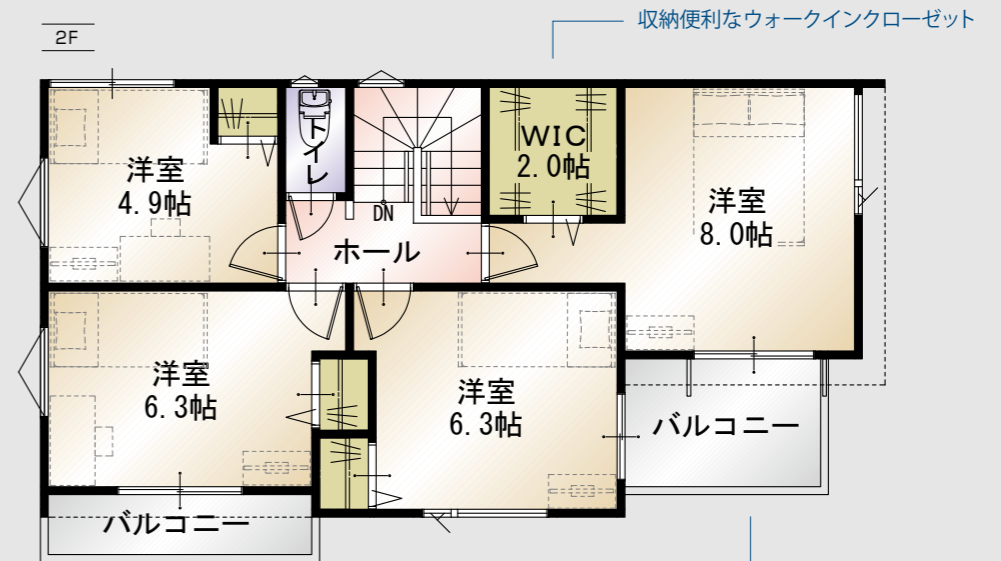 収納便利なウォークインクローゼット
2F
トイレ
WIC
2.0帖
洋室
4.9帖
洋室
8.0帖
DN
ホール
洋室
6.3帖
洋室
6.3帖
バルコニー
バルコニー